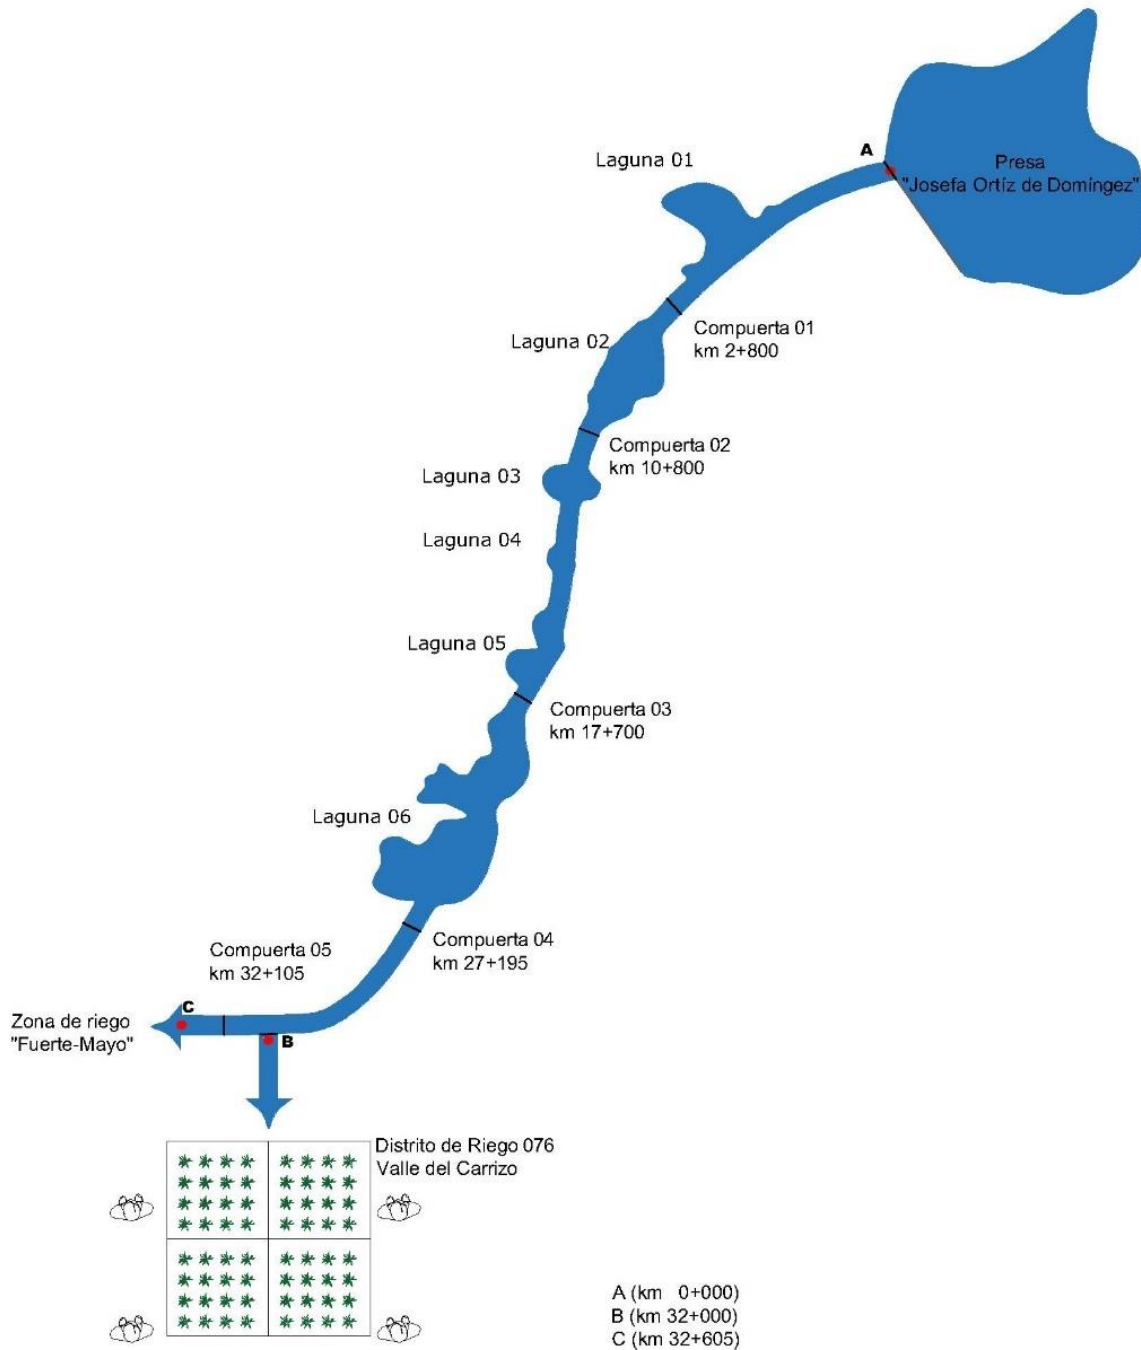 A
Presa
"Josefa Ortíz de Domíngez"
Laguna 01
Compuerta 01
km 2+800
Laguna 02
Compuerta 02
km 10+800
Laguna 03
Laguna 04
Laguna 05
Compuerta 03
km 17+700
Laguna 06
Compuerta 04
km 27+195
Compuerta 05
km 32+105
C
Zona de riego
"Fuerte-Mayo"
B
Distrito de Riego 076
Valle del Carrizo
A (km 0+000)
B (km 32+000)
C (km 32+605)